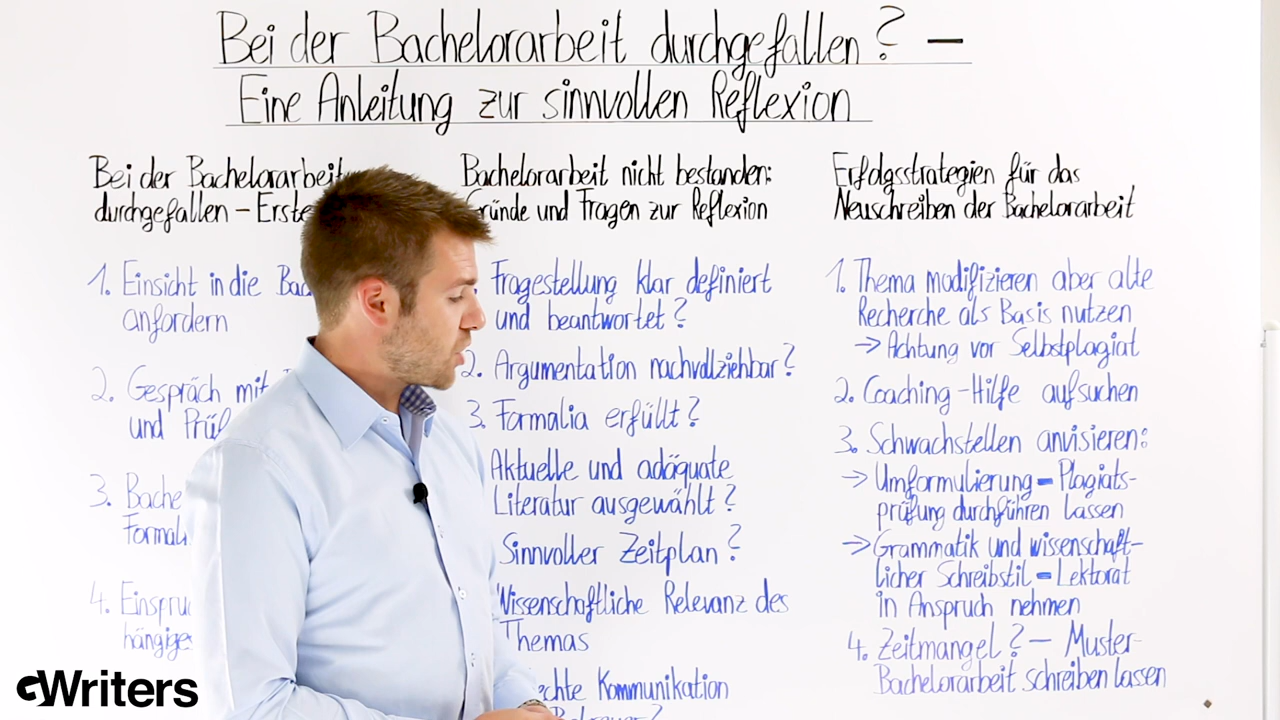 Bei der Bachelorarbeit durchgefallen? –
Eine Anleitung zur sinnvollen Reflexion
Bei der Bachelorarbeit
durchgefallen – Erste
1. Einsicht in die
anfordern
2. Gespräch mit
und
3.
4.
Bachelorarbeit nicht bestanden:
Gründe und Fragen zur Reflexion
Fragestellung klar definiert
und beantwortet?
2. Argumentation nachvollziehbar?
3. Formalia erfüllt?
Aktuelle und adäquate
Literatur ausgewählt?
Sinnvoller Zeitplan?
Wissenschaftliche Relevanz des
Themas
Kommunikation
Erfolgsstrategien für das
Neuschreiben der Bachelorarbeit
1. Thema modifizieren aber alte
Recherche als Basis nutzen
-> Achtung vor Selbstplagiat
2. Coaching-Hilfe aufsuchen
3. Schwachstellen anvisieren:
-> Umformulierung – Plagiats-
prüfung durchführen lassen
-> Grammatik und wissenschaft-
licher Schreibstil – Lektorat
in Anspruch nehmen
4. Zeitmangel? – Muster-
Bachelorarbeit schreiben lassen
Writers